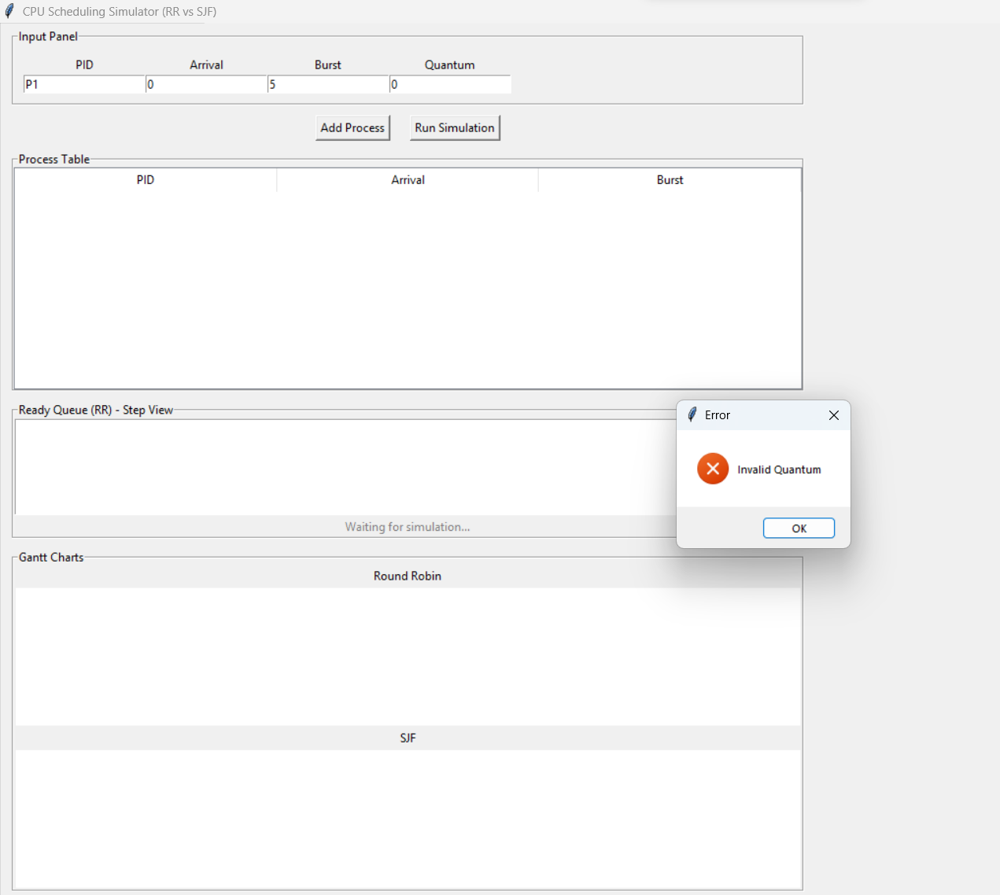 CPU Scheduling Simulator (RR vs SJF)
Input Panel
PID Arrival Burst Quantum
P1 0 5 0
Add Process Run Simulation
Process Table
PID Arrival Burst
Ready Queue (RR) - Step View
Error
Invalid Quantum
OK
Waiting for simulation...
Gantt Charts
Round Robin
SJF